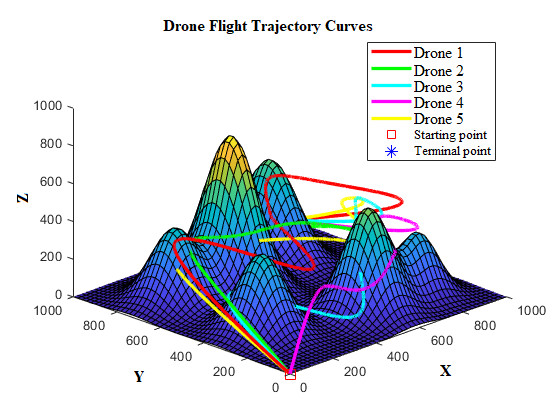 Drone Flight Trajectory Curves
Drone 1
Drone 2
Drone 3
Drone 4
Drone 5
Starting point
Terminal point
1000
800
600
400
200
0
Z
1000
800
600
400
200
0
Y
0
200
400
600
800
1000
X